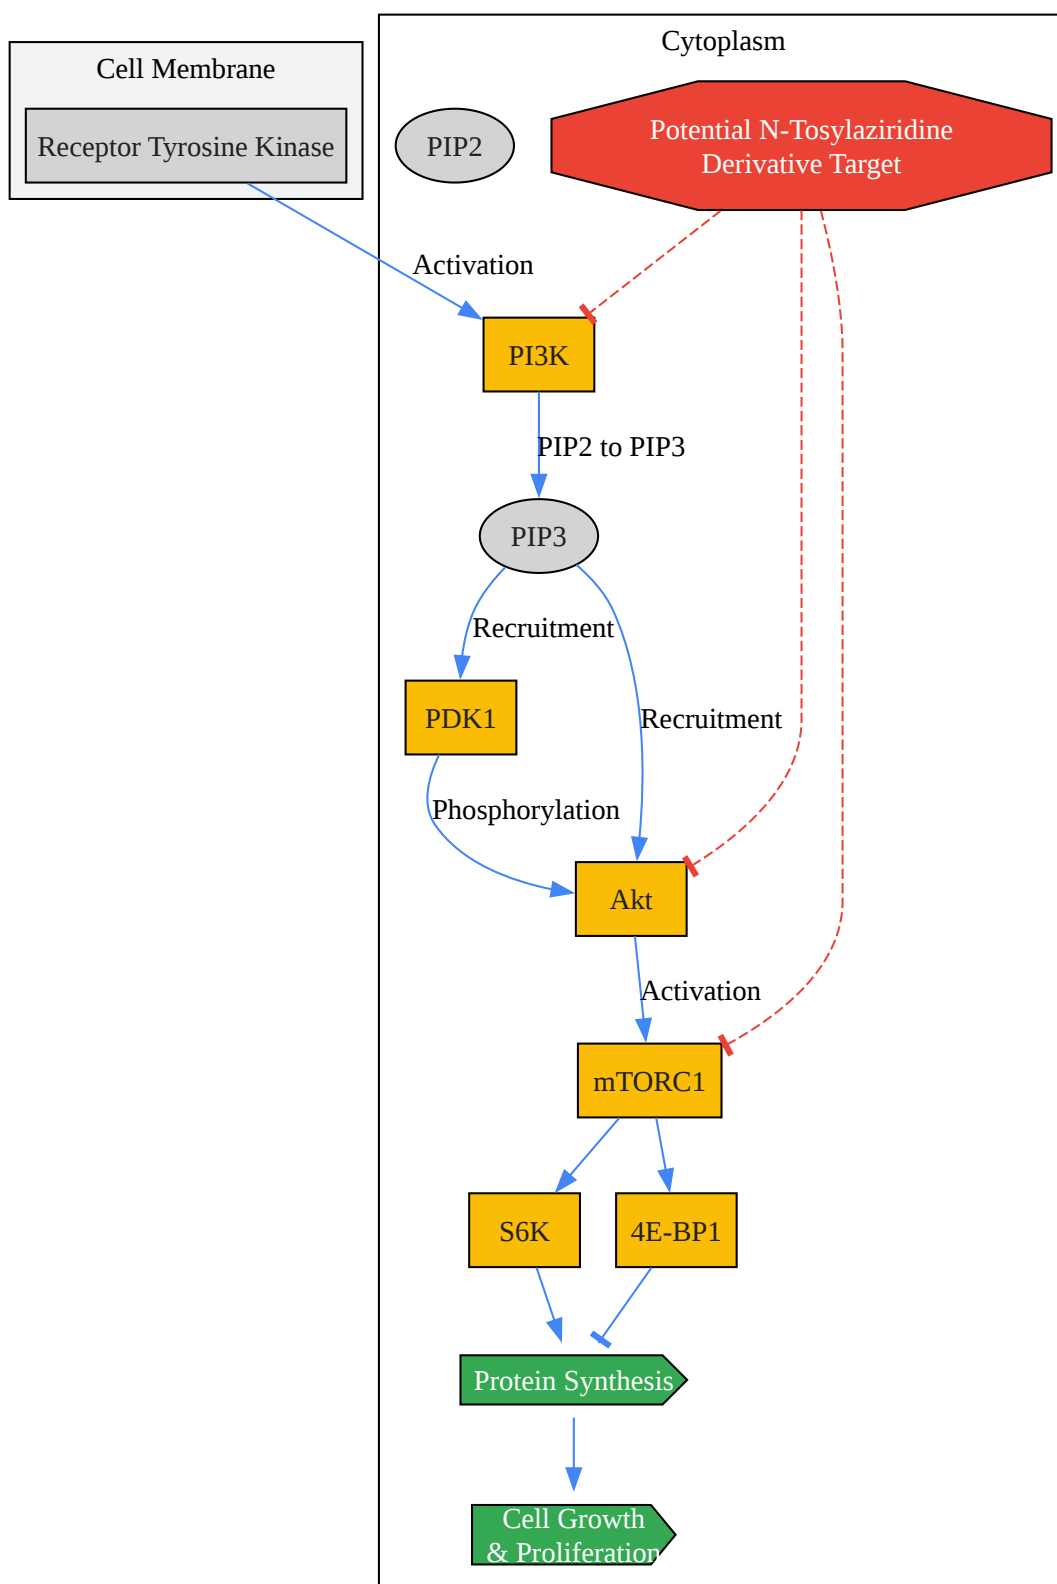 Cytoplasm
Cell Membrane
Receptor Tyrosine Kinase
PIP2
Potential N-Tosylaziridine
Derivative Target
Activation
PI3K
PIP2 to PIP3
PIP3
Recruitment
PDK1
Recruitment
Phosphorylation
Akt
Activation
mTORC1
S6K
4E-BP1
Protein Synthesis
Cell Growth
& Proliferation